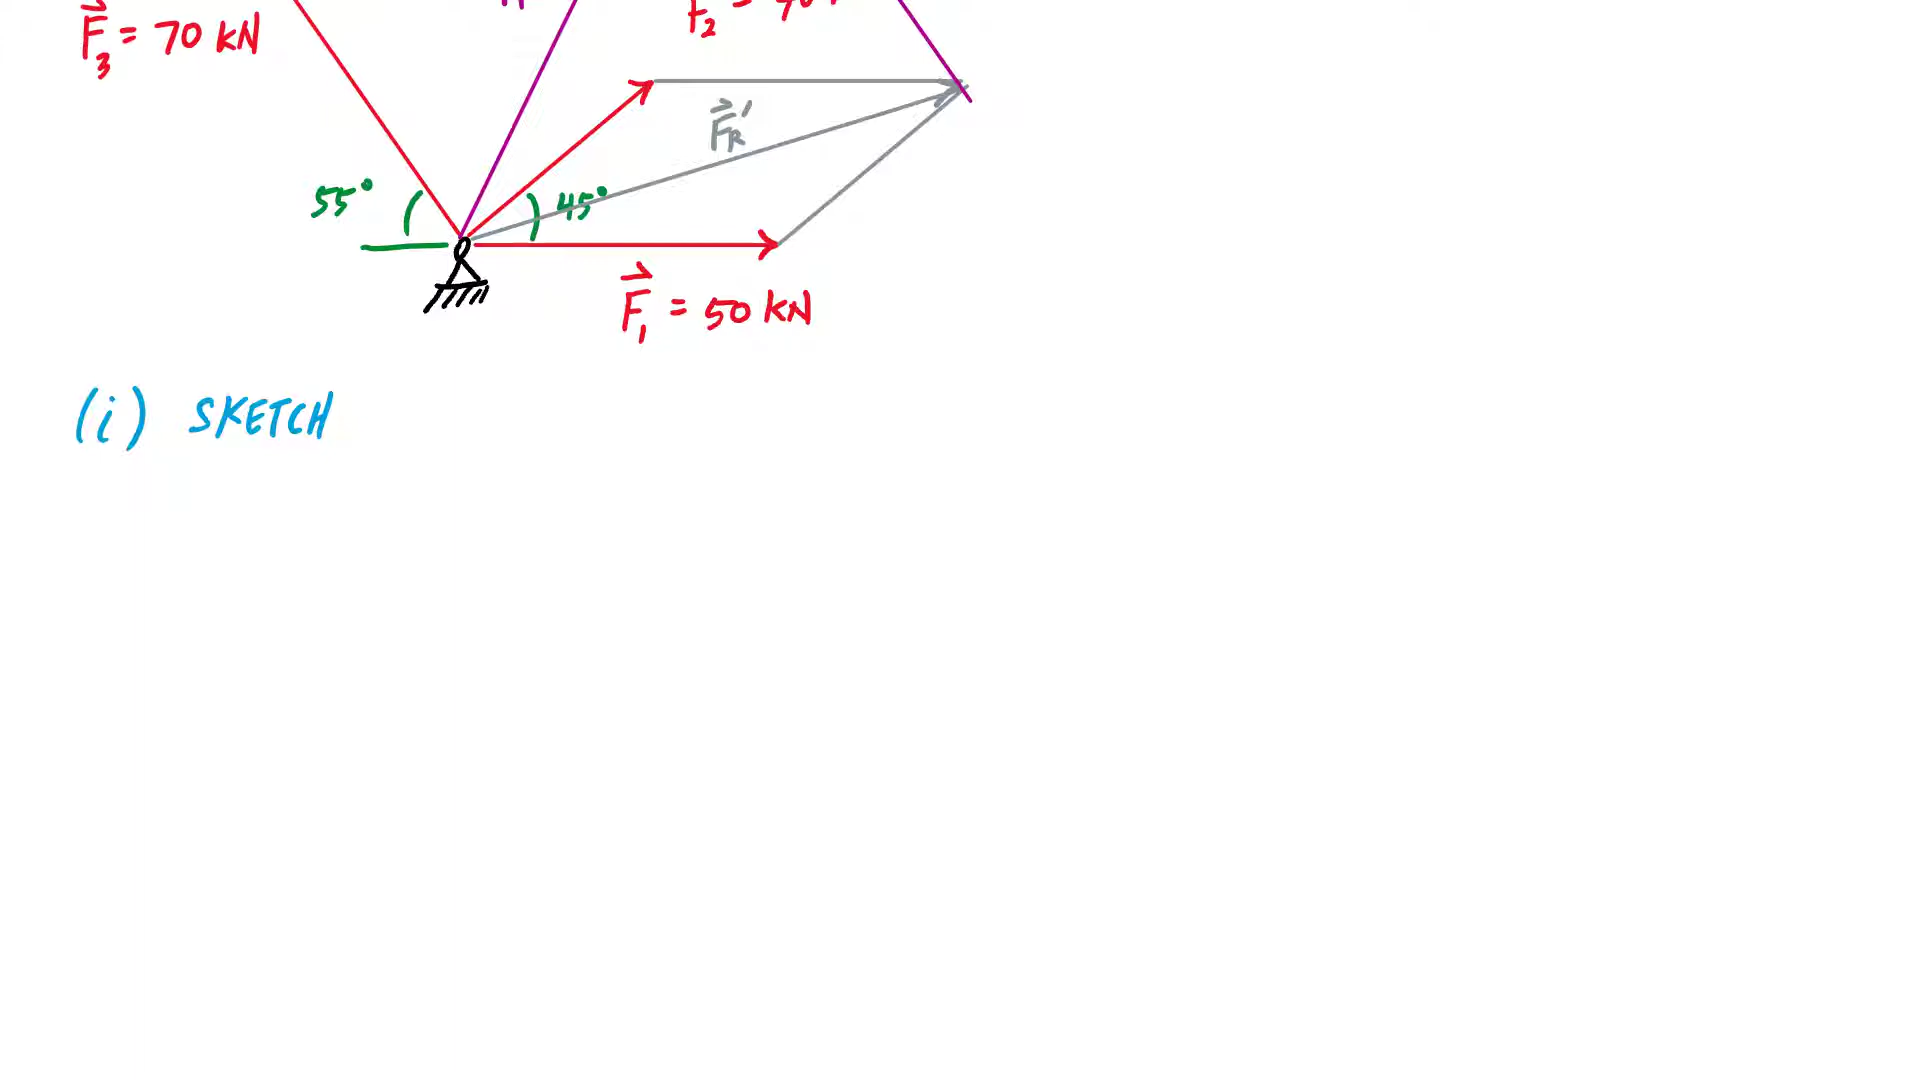 F₃ = 70 KN
F₂ =
F_R'
55°
45°
F₁ = 50 KN
(i) SKETCH